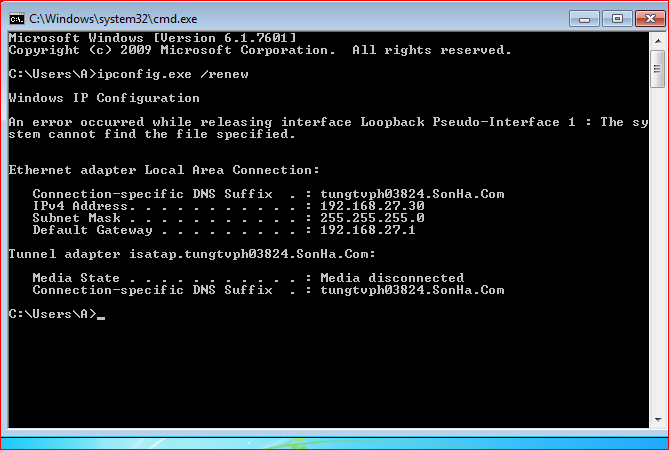 C:\Windows\system32\cmd.exe
Microsoft Windows [Version 6.1.7601]
Copyright (c) 2009 Microsoft Corporation.  All rights reserved.
C:\Users\A>ipconfig.exe /renew
Windows IP Configuration
An error occurred while releasing interface Loopback Pseudo-Interface 1 : The sy
stem cannot find the file specified.
Ethernet adapter Local Area Connection:
   Connection-specific DNS Suffix  . : tungtvph03824.SonHa.Com
   IPv4 Address. . . . . . . . . . . : 192.168.27.30
   Subnet Mask . . . . . . . . . . . : 255.255.255.0
   Default Gateway . . . . . . . . . : 192.168.27.1
Tunnel adapter isatap.tungtvph03824.SonHa.Com:
   Media State . . . . . . . . . . . : Media disconnected
   Connection-specific DNS Suffix  . : tungtvph03824.SonHa.Com
C:\Users\A>_